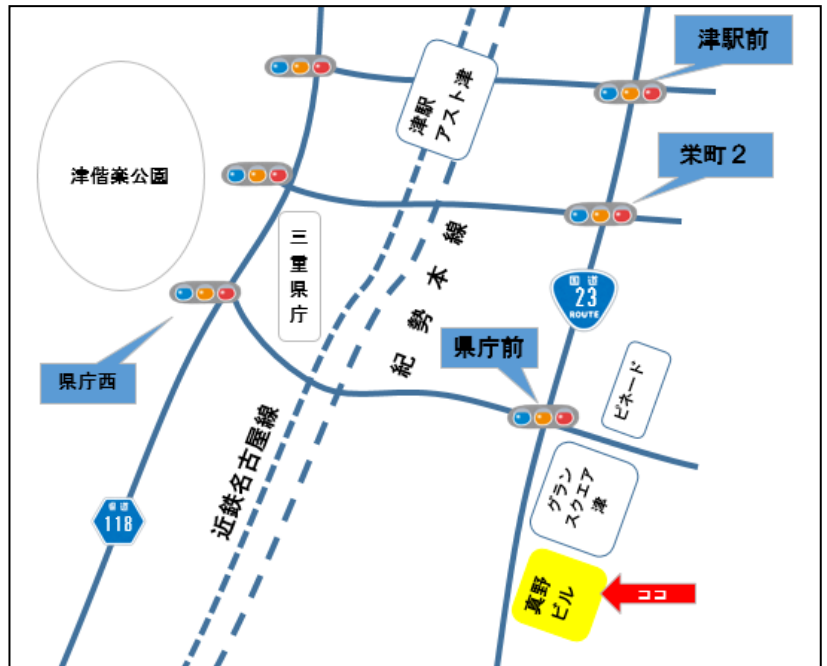 津駅前
津駅
アスト津
栄町２
津偕楽公園
三重県庁
紀勢本線
国道
23
ROUTE
県庁前
県庁西
ピネード
近鉄名古屋線
グラン
スクエア
津
県道
118
真野
ビル
ココ